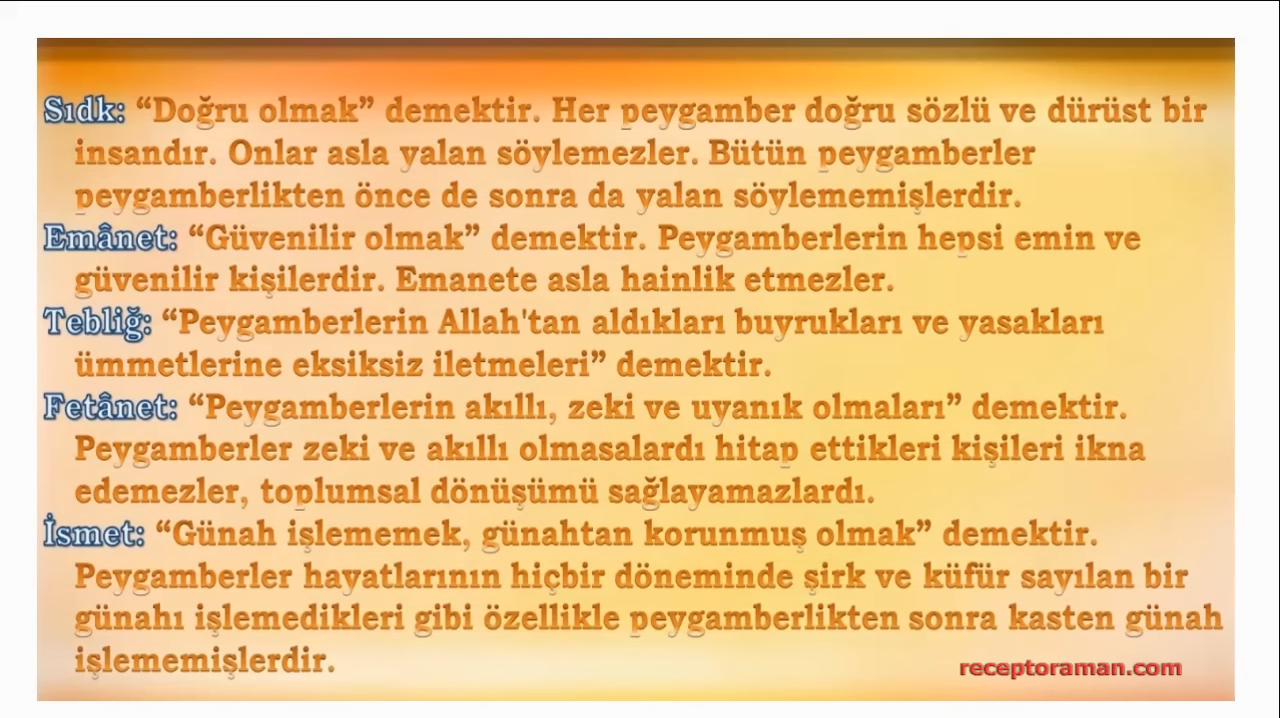 Sıdk: “Doğru olmak” demektir. Her peygamber doğru sözlü ve dürüst bir
insandır. Onlar asla yalan söylemezler. Bütün peygamberler
peygamberlikten önce de sonra da yalan söylememişlerdir.
Emânet: “Güvenilir olmak” demektir. Peygamberlerin hepsi emin ve
güvenilir kişilerdir. Emanete asla hainlik etmezler.
Tebliğ: “Peygamberlerin Allah'tan aldıkları buyrukları ve yasakları
ümmetlerine eksiksiz iletmeleri” demektir.
Fetânet: “Peygamberlerin akıllı, zeki ve uyanık olmaları” demektir.
Peygamberler zeki ve akıllı olmasalardı hitap ettikleri kişileri ikna
edemezler, toplumsal dönüşümü sağlayamazlardı.
İsmet: “Günah işlememek, günahtan korunmuş olmak” demektir.
Peygamberler hayatlarının hiçbir döneminde şirk ve küfür sayılan bir
günahı işlemedikleri gibi özellikle peygamberlikten sonra kasten günah
işlememişlerdir.
receptoraman.com